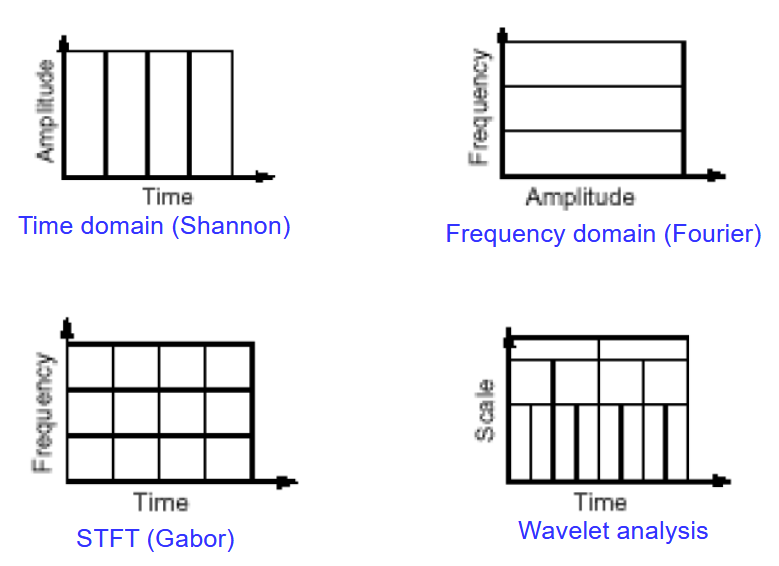 Amplitude
Time
Time domain (Shannon)
Frequency
Amplitude
Frequency domain (Fourier)
Frequency
Time
STFT (Gabor)
Scale
Time
Wavelet analysis